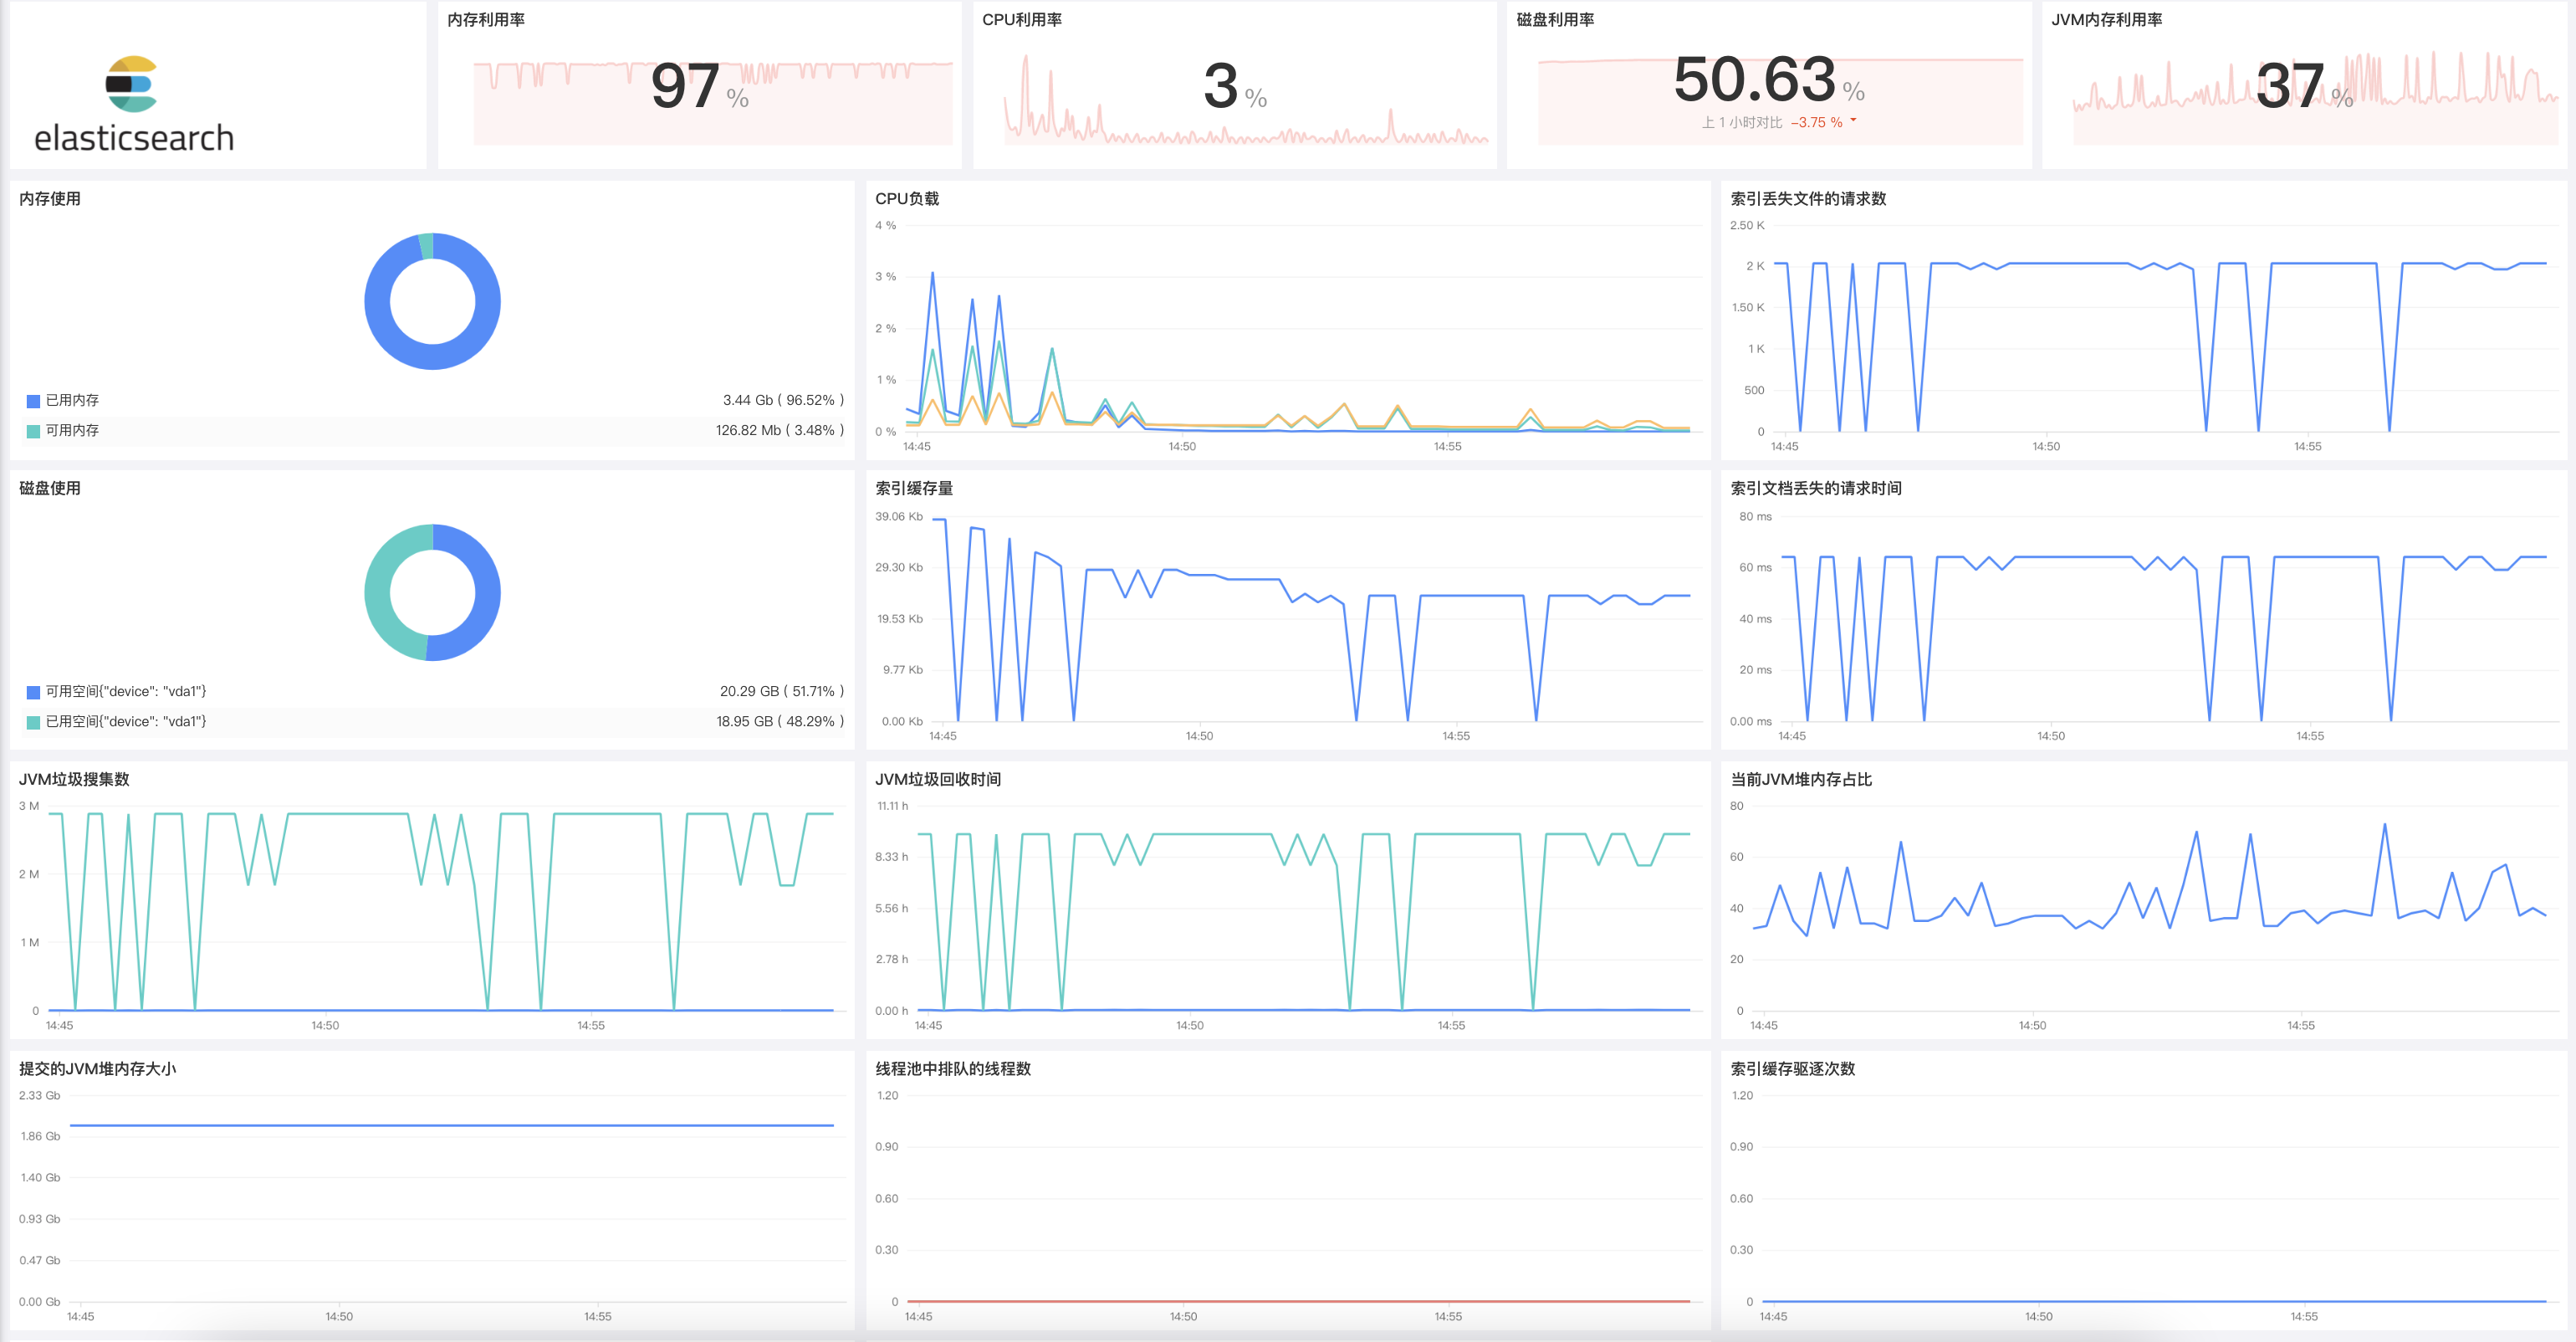 elasticsearch
内存利用率
97 %
CPU利用率
3 %
磁盘利用率
50.63 %
上 1 小时对比 -3.75 %
JVM内存利用率
37 %
内存使用
已用内存 3.44 Gb ( 96.52% )
可用内存 126.82 Mb ( 3.48% )
CPU负载
4 %
3 %
2 %
1 %
0 %
14:45 14:50 14:55
索引丢失文件的请求数
2.50 K
2 K
1.50 K
1 K
500
0
14:45 14:50 14:55
磁盘使用
可用空间{"device": "vda1"} 20.29 GB ( 51.71% )
已用空间{"device": "vda1"} 18.95 GB ( 48.29% )
索引缓存量
39.06 Kb
29.30 Kb
19.53 Kb
9.77 Kb
0.00 Kb
14:45 14:50 14:55
索引文档丢失的请求时间
80 ms
60 ms
40 ms
20 ms
0.00 ms
14:45 14:50 14:55
JVM垃圾搜集数
3 M
2 M
1 M
0
14:45 14:50 14:55
JVM垃圾回收时间
11.11 h
8.33 h
5.56 h
2.78 h
0.00 h
14:45 14:50 14:55
当前JVM堆内存占比
80
60
40
20
0
14:45 14:50 14:55
提交的JVM堆内存大小
2.33 Gb
1.86 Gb
1.40 Gb
0.93 Gb
0.47 Gb
0.00 Gb
14:45 14:50 14:55
线程池中排队的线程数
1.20
0.90
0.60
0.30
0
14:45 14:50 14:55
索引缓存驱逐次数
1.20
0.90
0.60
0.30
0
14:45 14:50 14:55